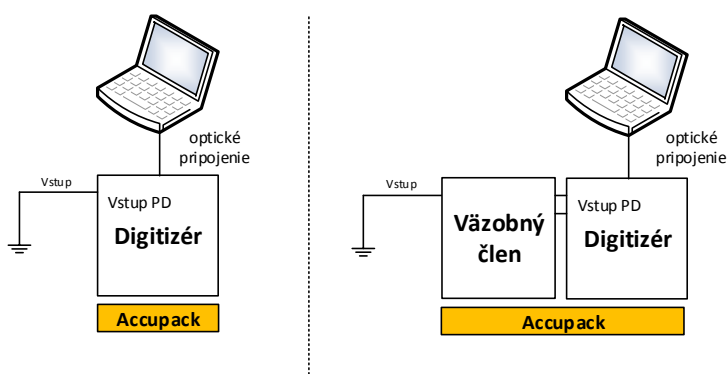 optické
pripojenie
Vstup
Vstup PD
Digitizér
Accupack
optické
pripojenie
Vstup
Väzobný
člen
Vstup PD
Digitizér
Accupack